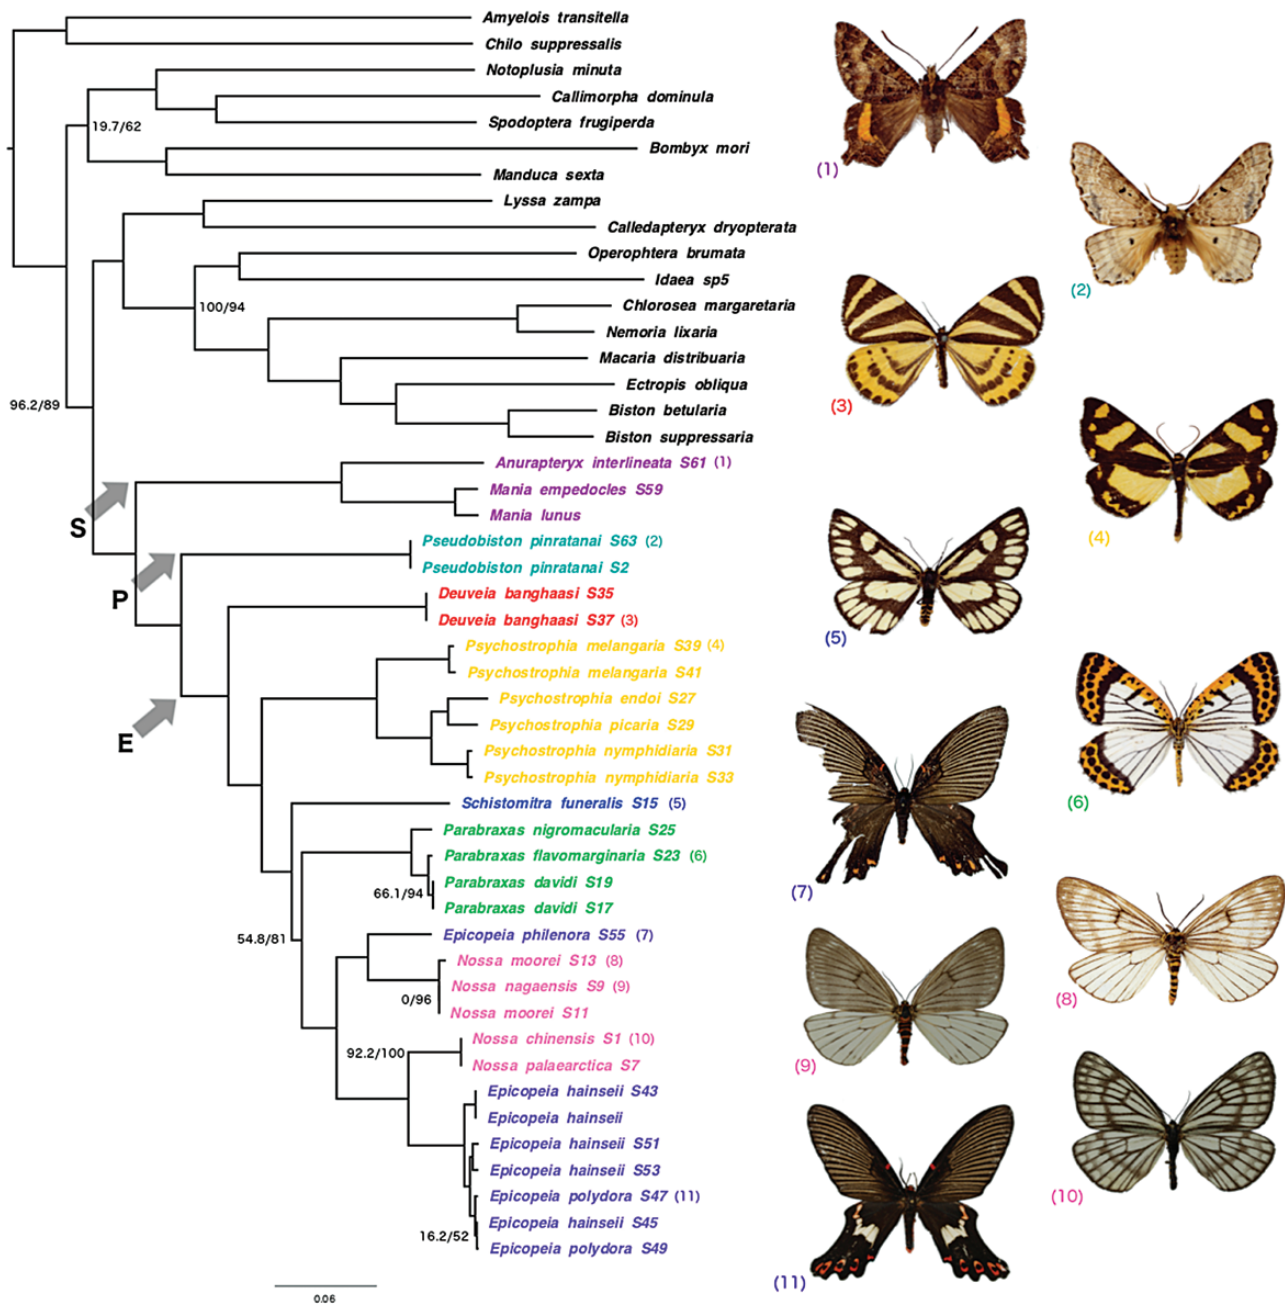 Amyelois transitella
Chilo suppressalis
Notoplusia minuta
Callimorpha dominula
19.7/62
Spodoptera frugiperda
Bombyx mori
(1)
Manduca sexta
Lyssa zampa
Calledapteryx dryopterata
Operophtera brumata
Idaea sp5
(2)
100/94
Chlorosea margaretaria
Nemoria lixaria
Macaria distribuaria
Ectropis obliqua
96.2/89
(3)
Biston betularia
Biston suppressaria
Anurapteryx interlineata S61 (1)
Mania empedocles S59
Mania lunus
S
(4)
Pseudobiston pinratanai S63 (2)
Pseudobiston pinratanai S2
P
Deuveia banghaasi S35
Deuveia banghaasi S37 (3)
(5)
Psychostrophia melangaria S39 (4)
Psychostrophia melangaria S41
Psychostrophia endoi S27
Psychostrophia picaria S29
E
Psychostrophia nymphidiaria S31
Psychostrophia nymphidiaria S33
Schistomitra funeralis S15 (5)
(6)
Parabraxas nigromacularia S25
Parabraxas flavomarginaria S23 (6)
Parabraxas davidi S19
66.1/94
(7)
Parabraxas davidi S17
Epicopeia philenora S55 (7)
54.8/81
Nossa moorei S13 (8)
Nossa nagaensis S9 (9)
0/96
(8)
Nossa moorei S11
Nossa chinensis S1 (10)
92.2/100
Nossa palaearctica S7
(9)
Epicopeia hainseii S43
Epicopeia hainseii
Epicopeia hainseii S51
Epicopeia hainseii S53
Epicopeia polydora S47 (11)
(10)
Epicopeia hainseii S45
16.2/52
Epicopeia polydora S49
(11)
0.06